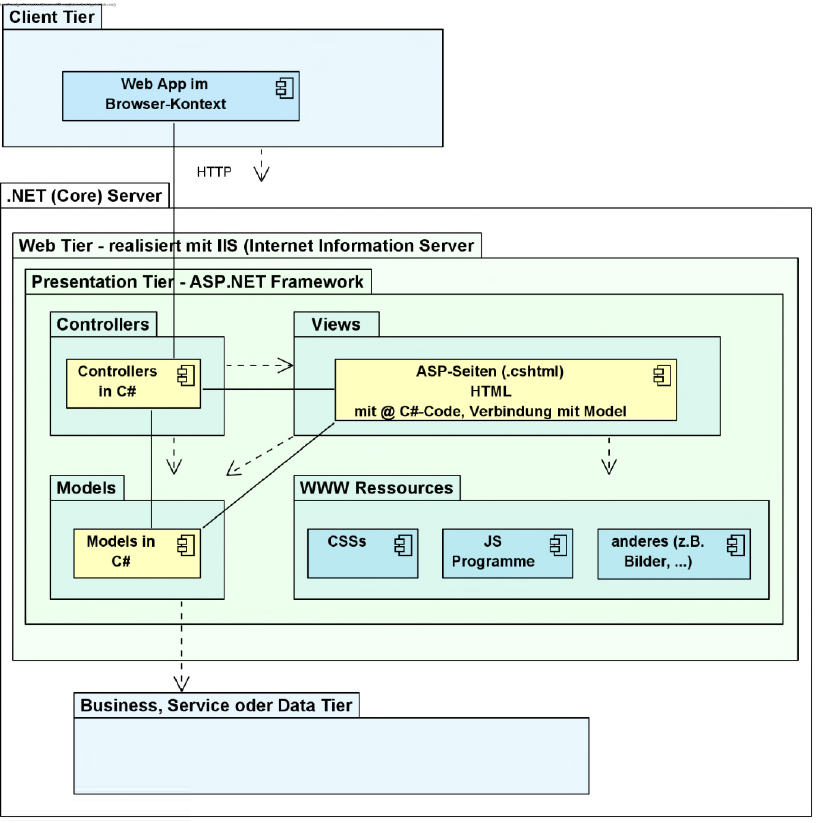 Client Tier
Web App im
Browser-Kontext
HTTP
.NET (Core) Server
Web Tier - realisiert mit IIS (Internet Information Server
Presentation Tier - ASP.NET Framework
Controllers
Views
Controllers
in C#
ASP-Seiten (.cshtml)
HTML
mit @ C#-Code, Verbindung mit Model
Models
WWW Ressources
Models in
C#
CSSs
JS
Programme
anderes (z.B.
Bilder, ...)
Business, Service oder Data Tier